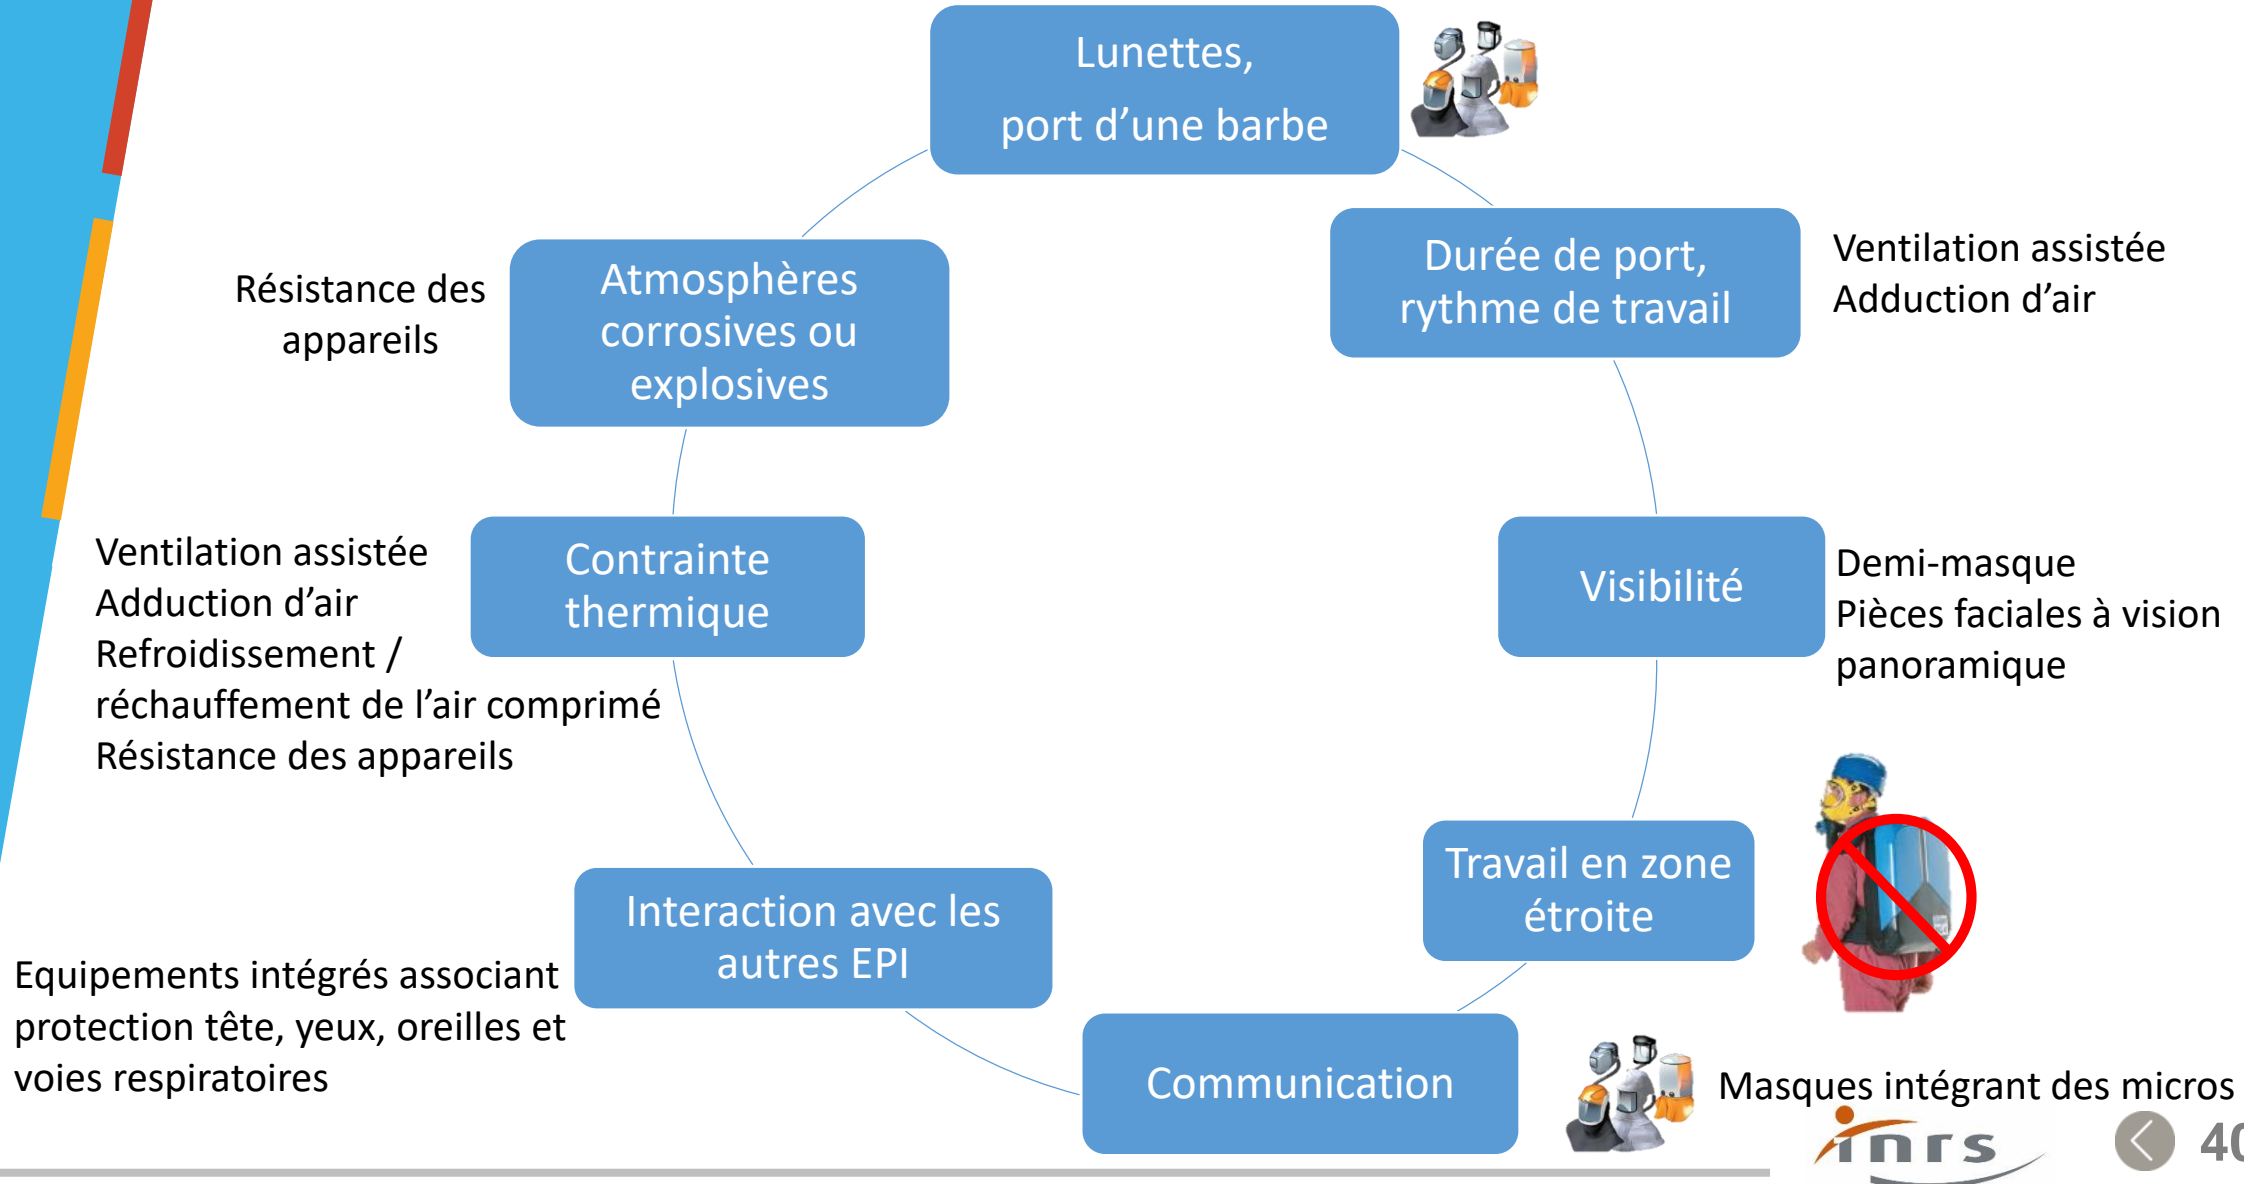 Lunettes,
port d’une barbe
Durée de port,
rythme de travail
Ventilation assistée
Adduction d’air
Visibilité
Demi-masque
Pièces faciales à vision
panoramique
Travail en zone
étroite
Communication
Masques intégrant des micros
Interaction avec les
autres EPI
Equipements intégrés associant
protection tête, yeux, oreilles et
voies respiratoires
Contrainte
thermique
Ventilation assistée
Adduction d’air
Refroidissement /
réchauffement de l’air comprimé
Résistance des appareils
Atmosphères
corrosives ou
explosives
Résistance des
appareils
inrs
40